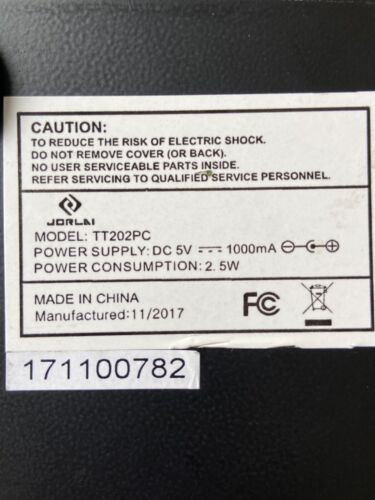 CAUTION:
TO REDUCE THE RISK OF ELECTRIC SHOCK.
DO NOT REMOVE COVER (OR BACK).
NO USER SERVICEABLE PARTS INSIDE.
REFER SERVICING TO QUALIFIED SERVICE PERSONNEL.
JORLAI
MODEL: TT202PC
POWER SUPPLY: DC 5V ⎓ 1000mA
POWER CONSUMPTION: 2.5W
MADE IN CHINA
Manufactured:11/2017
FC
171100782